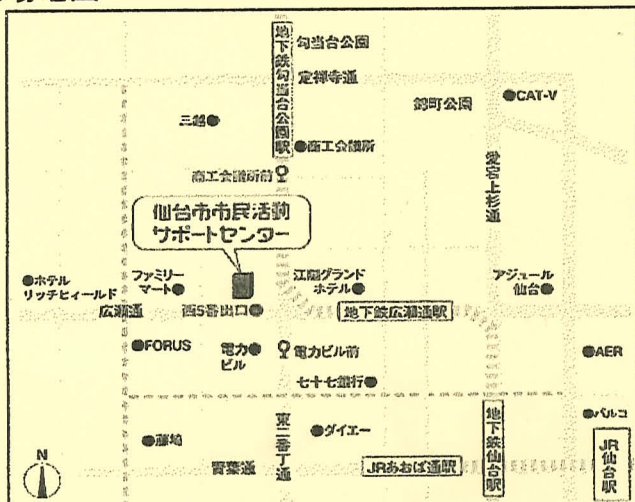 地下鉄勾当台公園駅
勾当台公園
定禅寺通
錦町公園
●CAT-V
三越●
●商工会議所
愛宕上杉通
商工会議所前
仙台市市民活動
サポートセンター
●ホテル
リッチフィールド
ファミリー
マート●
江陽グランド
ホテル●
アジュール
仙台●
広瀬通
西5番出口●
地下鉄広瀬通駅
●FORUS
電力●
ビル
電力ビル前
●AER
七十七銀行●
東二番丁通
地下鉄仙台駅
●パルコ
●藤崎
●ダイエー
JR仙台駅
N
青葉通
JRあおば通駅